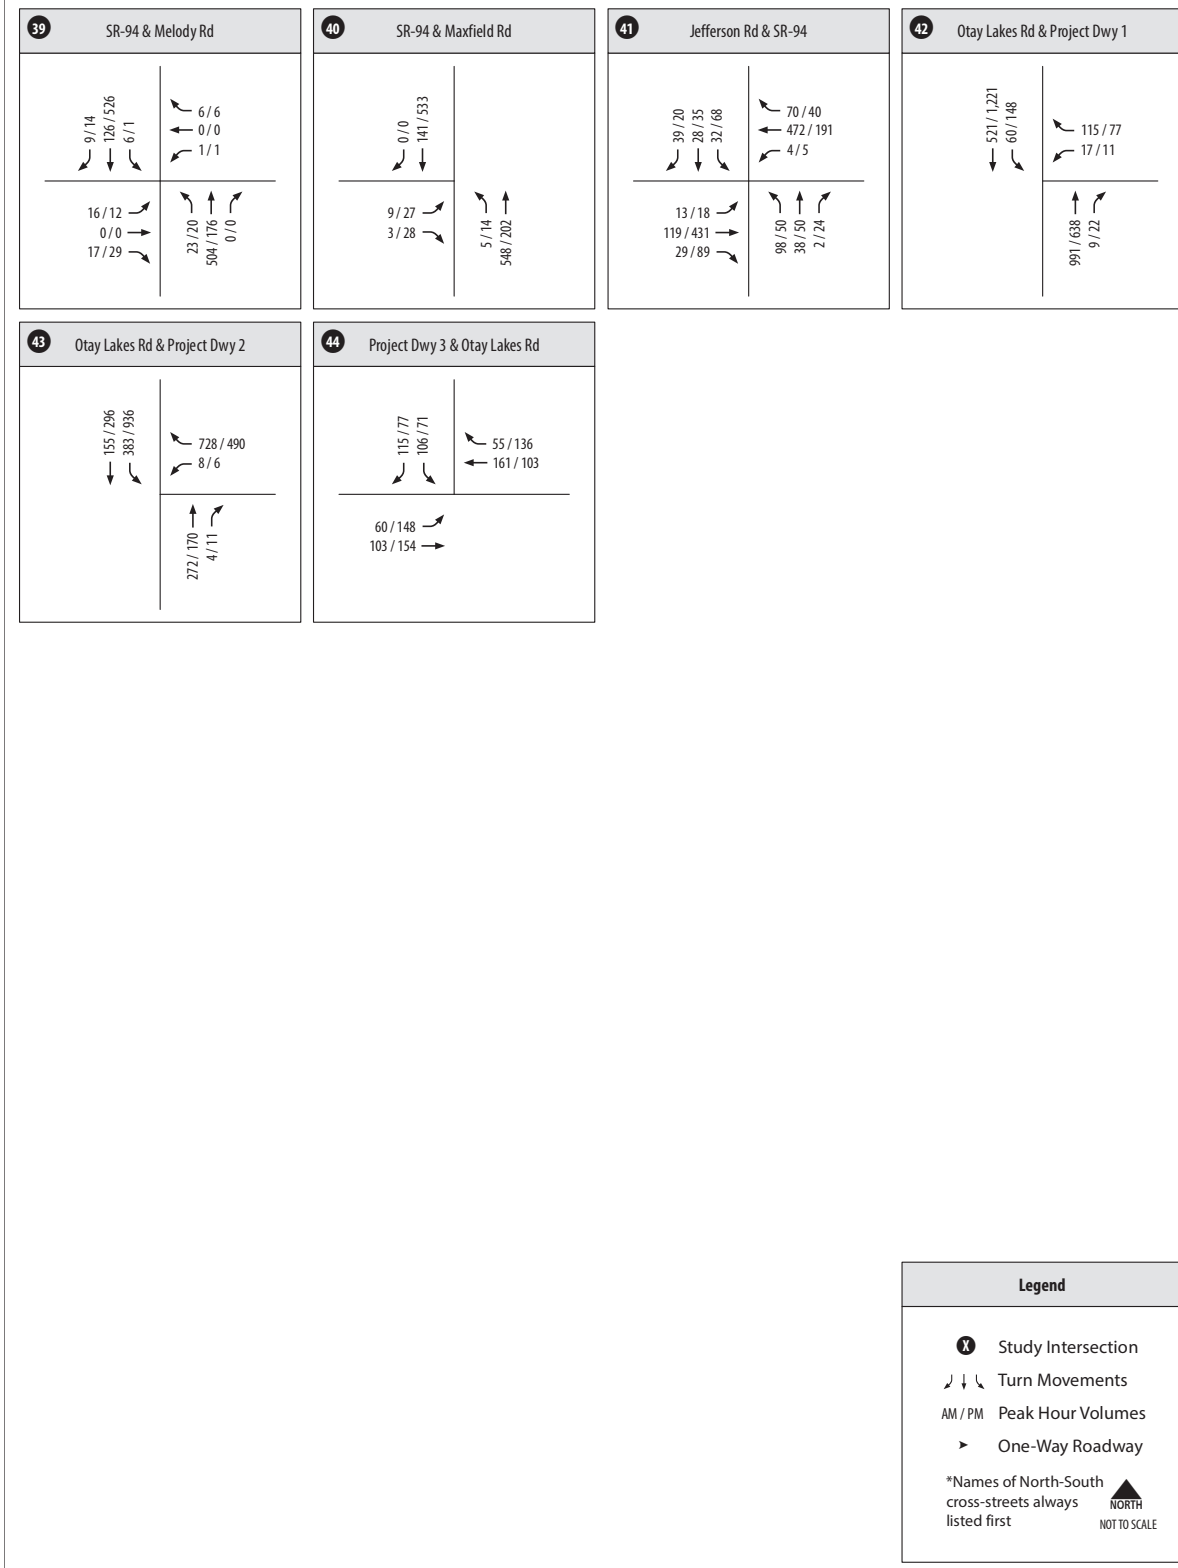 39 SR-94 & Melody Rd
9 / 14
126 / 526
6 / 1
6 / 6
0 / 0
1 / 1
16 / 12
0 / 0
17 / 29
23 / 20
504 / 176
0 / 0
40 SR-94 & Maxfield Rd
0 / 0
141 / 533
9 / 27
3 / 28
5 / 14
548 / 202
41 Jefferson Rd & SR-94
39 / 20
28 / 35
32 / 68
70 / 40
472 / 191
4 / 5
13 / 18
119 / 431
29 / 89
98 / 50
38 / 50
2 / 24
42 Otay Lakes Rd & Project Dwy 1
521 / 1,221
60 / 148
115 / 77
17 / 11
991 / 638
9 / 22
43 Otay Lakes Rd & Project Dwy 2
155 / 296
383 / 936
728 / 490
8 / 6
272 / 170
4 / 11
44 Project Dwy 3 & Otay Lakes Rd
115 / 77
106 / 71
55 / 136
161 / 103
60 / 148
103 / 154
Legend
X Study Intersection
Turn Movements
AM / PM Peak Hour Volumes
One-Way Roadway
*Names of North-South
cross-streets always
listed first
NORTH
NOT TO SCALE